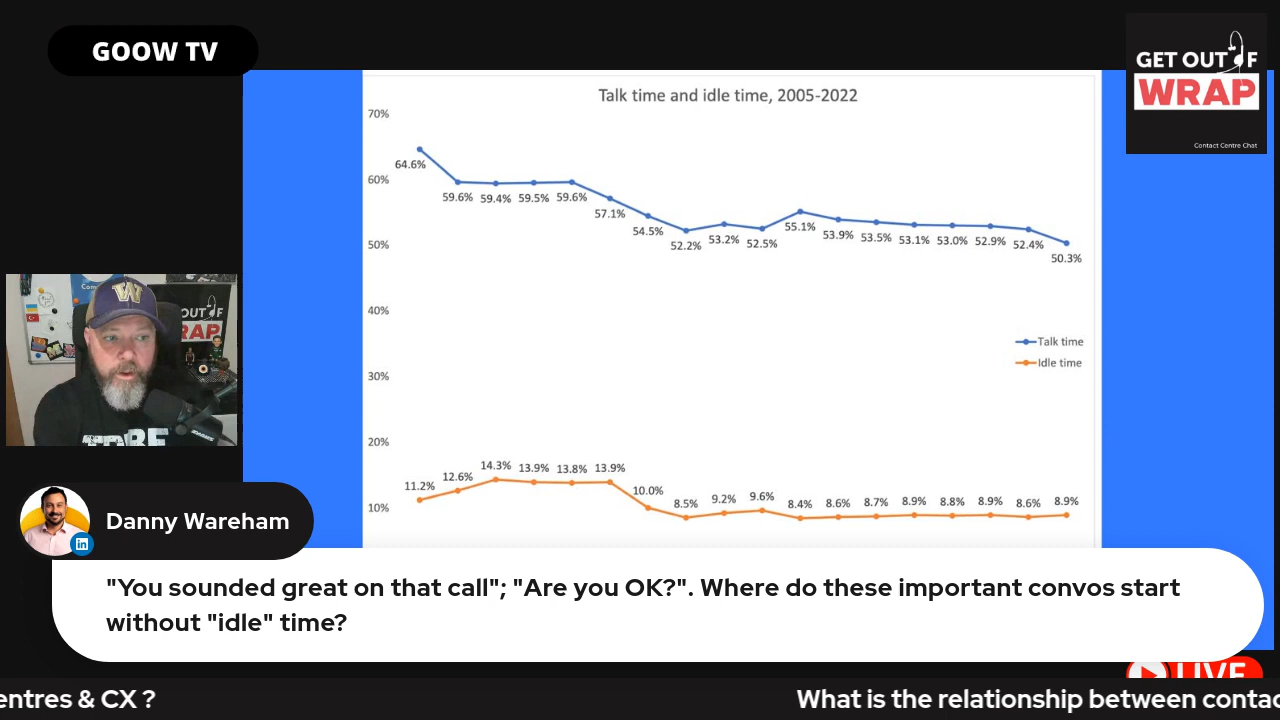 GOOW TV
GET OUT OF
WRAP
Contact Centre Chat
Talk time and idle time, 2005-2022
70%
60%
50%
40%
30%
20%
10%
64.6%
59.6%
59.4%
59.5%
59.6%
57.1%
54.5%
52.2%
53.2%
52.5%
55.1%
53.9%
53.5%
53.1%
53.0%
52.9%
52.4%
50.3%
Talk time
Idle time
11.2%
12.6%
14.3%
13.9%
13.8%
13.9%
10.0%
8.5%
9.2%
9.6%
8.4%
8.6%
8.7%
8.9%
8.8%
8.9%
8.6%
8.9%
W
OUT OF
RAP
in
Danny Wareham
"You sounded great on that call"; "Are you OK?". Where do these important convos start
without "idle" time?
LIVE
entres & CX ?
What is the relationship between contac